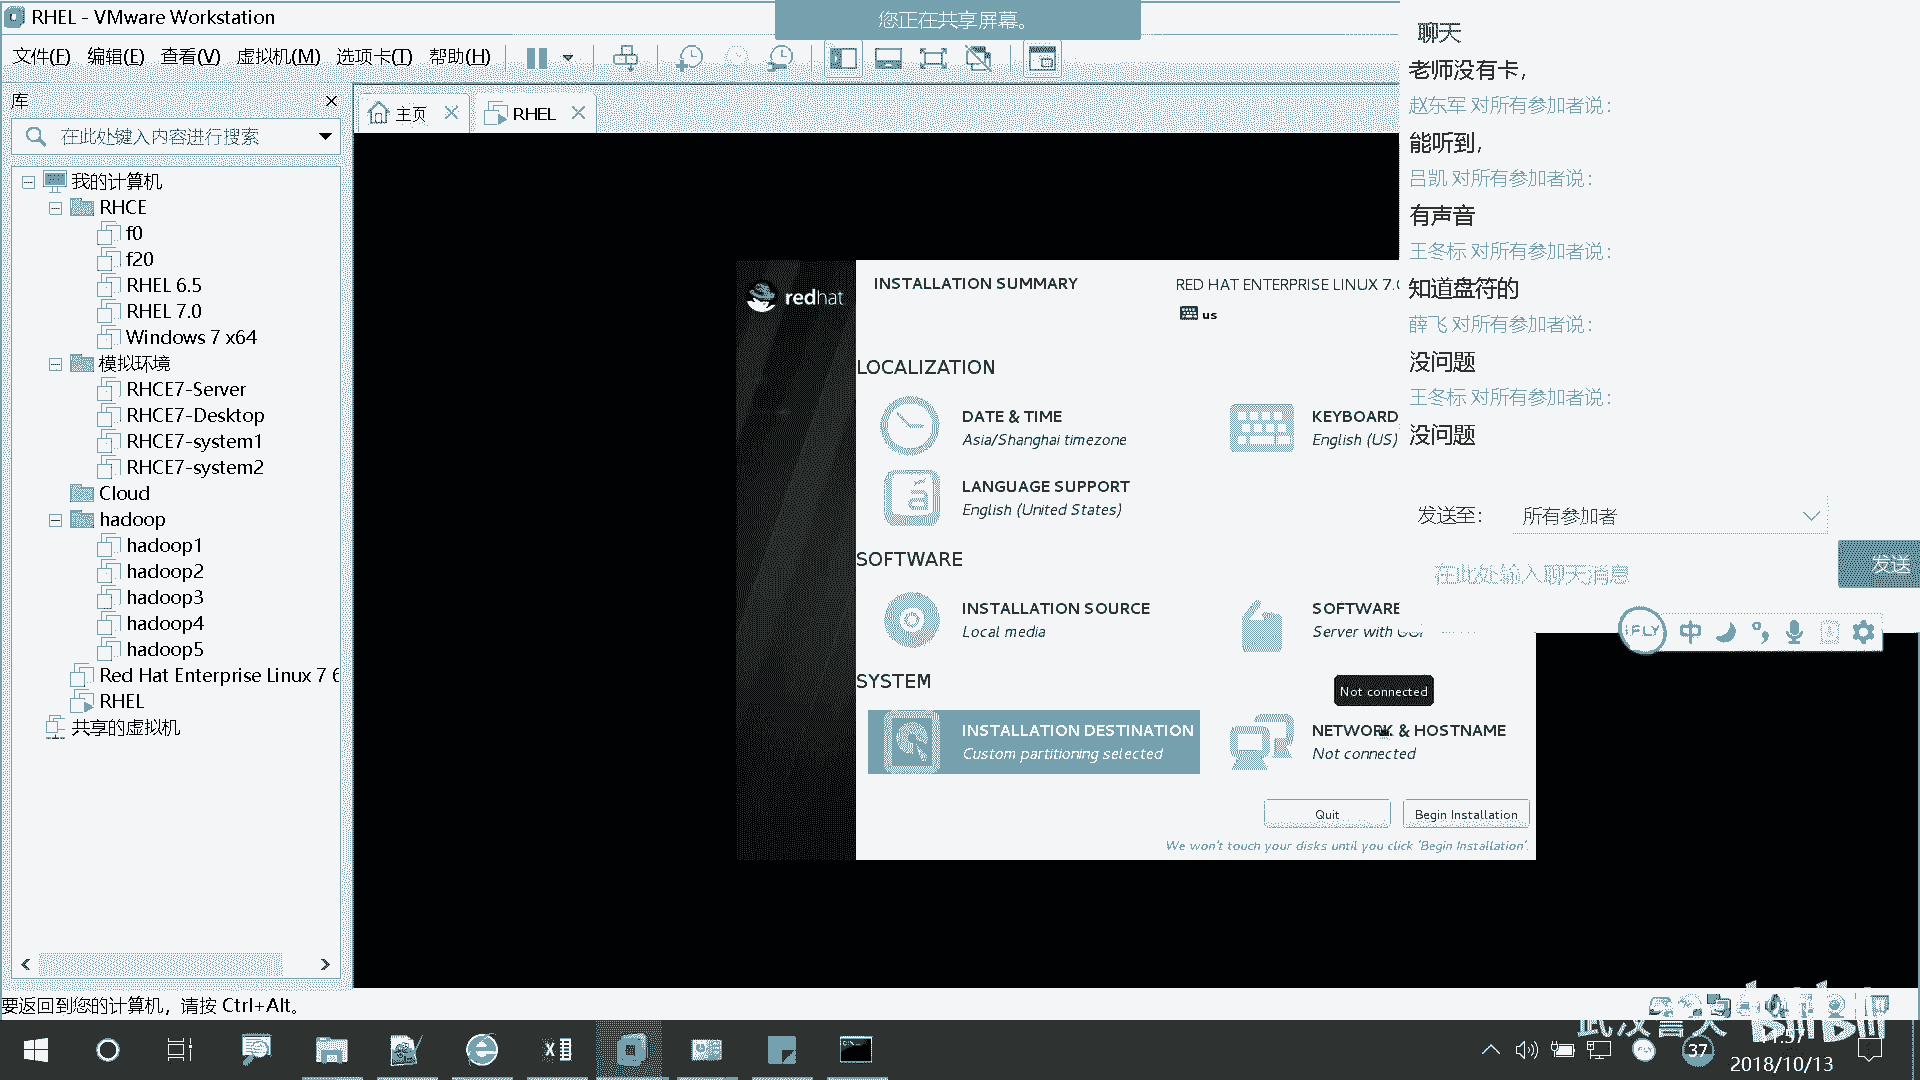 RHEL - VMware Workstation
您正在共享屏幕。
文件(F) 编辑(E) 查看(V) 虚拟机(M) 选项卡(T) 帮助(H)
库
主页
RHEL
在此处键入内容进行搜索
我的计算机
RHCE
f0
f20
RHEL 6.5
RHEL 7.0
Windows 7 x64
模拟环境
RHCE7-Server
RHCE7-Desktop
RHCE7-system1
RHCE7-system2
Cloud
hadoop
hadoop1
hadoop2
hadoop3
hadoop4
hadoop5
Red Hat Enterprise Linux 7 6
RHEL
共享的虚拟机
redhat
INSTALLATION SUMMARY
RED HAT ENTERPRISE LINUX 7.
us
LOCALIZATION
DATE & TIME
Asia/Shanghai timezone
KEYBOARD
English (US)
LANGUAGE SUPPORT
English (United States)
SOFTWARE
INSTALLATION SOURCE
Local media
SOFTWARE
Server with
SYSTEM
Not connected
INSTALLATION DESTINATION
Custom partitioning selected
NETWORK & HOSTNAME
Not connected
Quit
Begin Installation
We won't touch your disks until you click 'Begin Installation'.
聊天
老师没有卡，
赵东军 对所有参加者说：
能听到，
吕凯 对所有参加者说：
有声音
王冬标 对所有参加者说：
知道盘符的
薛飞 对所有参加者说：
没问题
王冬标 对所有参加者说：
没问题
发送至：
所有参加者
在此处输入聊天消息
发送
iFLY
中
要返回到您的计算机，请按 Ctrl+Alt。
bilibili
37
2018/10/13